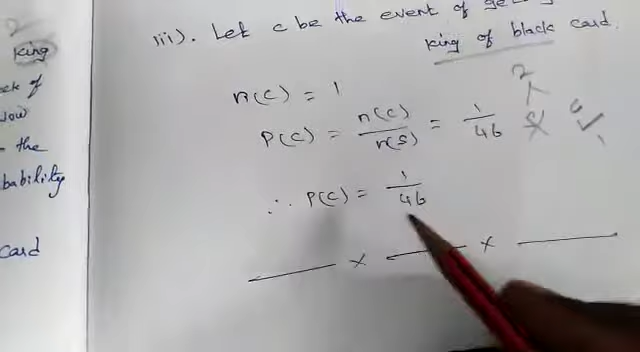 king
of
the
bability
card
iii). Let c be the event of
king of black card.
n(c) = 1
P(c) = n(c)/n(s) = 1/46
∴ P(c) = 1/46